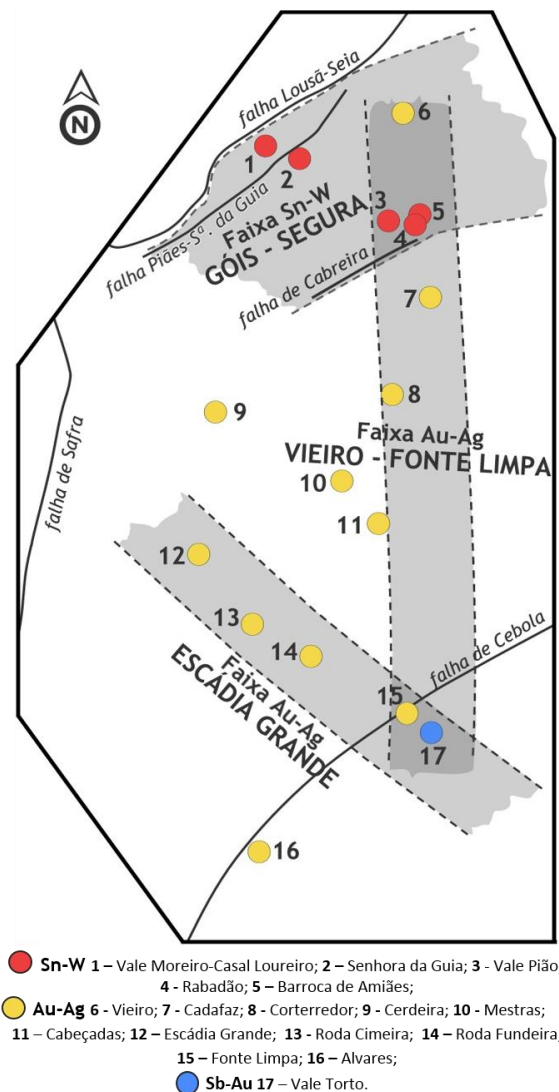 falha Lousã-Seia
N
6
1
2
falha Piães-Sª. da Guia
Faixa Sn-W
GÓIS - SEGURA
3
5
4
falha de Cabreira
7
8
9
falha de Safra
Faixa Au-Ag
VIEIRO - FONTE LIMPA
10
11
12
13
14
Faixa Au-Ag
ESCÁDIA GRANDE
falha de Cebola
15
17
16
Sn-W 1 – Vale Moreiro-Casal Loureiro; 2 – Senhora da Guia; 3 - Vale Pião
4 - Rabadão; 5 – Barroca de Amiães;
Au-Ag 6 - Vieiro; 7 - Cadafaz; 8 - Corterredor; 9 - Cerdeira; 10 - Mestras;
11 – Cabeçadas; 12 – Escádia Grande; 13 - Roda Cimeira; 14 – Roda Fundeira;
15 – Fonte Limpa; 16 – Alvares;
Sb-Au 17 – Vale Torto.